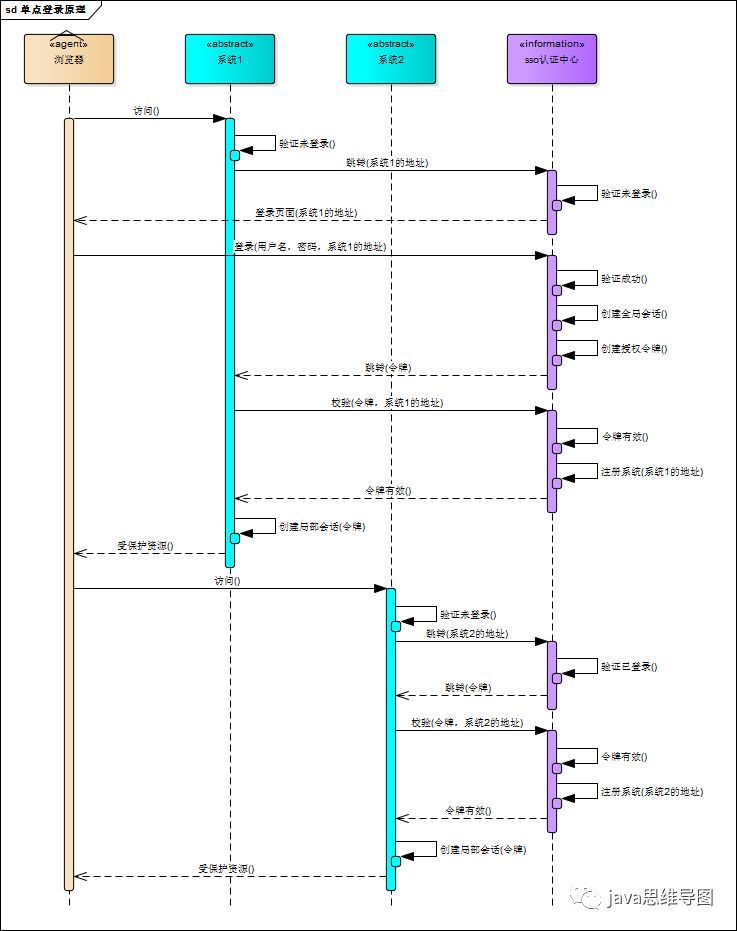 sd 单点登录原理
«agent»
浏览器
«abstract»
系统1
«abstract»
系统2
«information»
sso认证中心
访问()
验证未登录()
跳转(系统1的地址)
验证未登录()
登录页面(系统1的地址)
登录(用户名，密码，系统1的地址)
验证成功()
创建全局会话()
创建授权令牌()
跳转(令牌)
校验(令牌，系统1的地址)
令牌有效()
注册系统(系统1的地址)
令牌有效()
创建局部会话(令牌)
受保护资源()
访问()
验证未登录()
跳转(系统2的地址)
验证已登录()
跳转(令牌)
校验(令牌，系统2的地址)
令牌有效()
注册系统(系统2的地址)
令牌有效()
创建局部会话(令牌)
受保护资源()
java思维导图